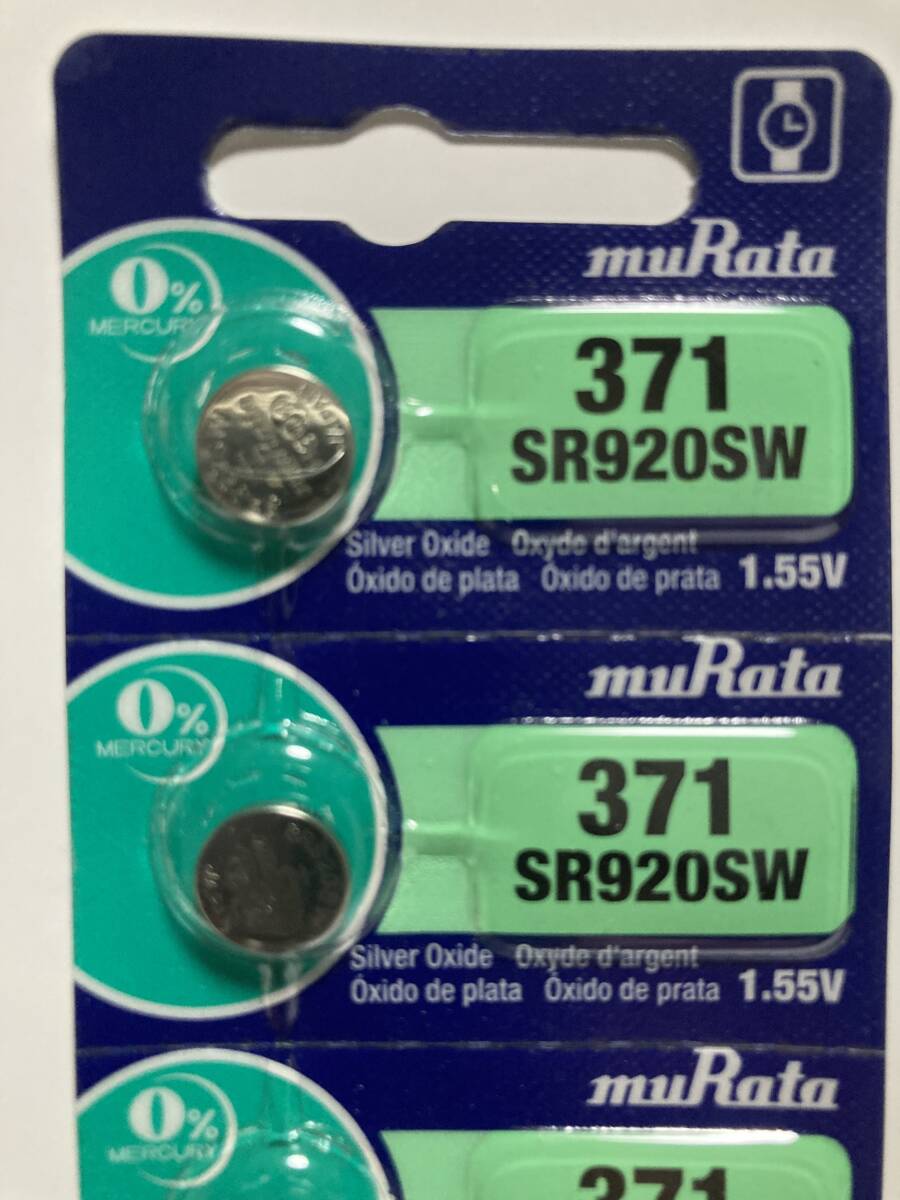 muRata
0%
MERCURY
371
SR920SW
Silver Oxide Oxyde d'argent
Óxido de plata Óxido de prata 1.55V
muRata
0%
MERCURY
371
SR920SW
Silver Oxide Oxyde d'argent
Óxido de plata Óxido de prata 1.55V
muRata
0%
MERCURY
371